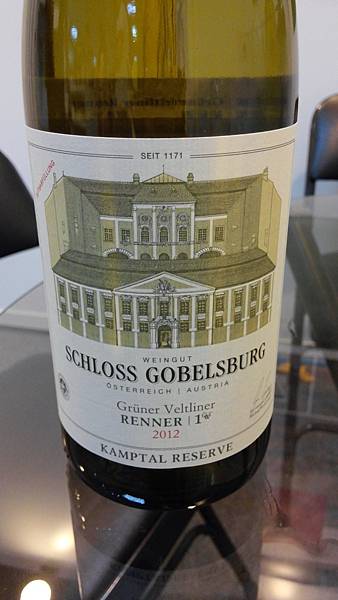 SEIT 1171
WEINGUT
SCHLOSS GOBELSBURG
ÖSTERREICH | AUSTRIA
Grüner Veltliner
RENNER | 1
2012
KAMPTAL RESERVE